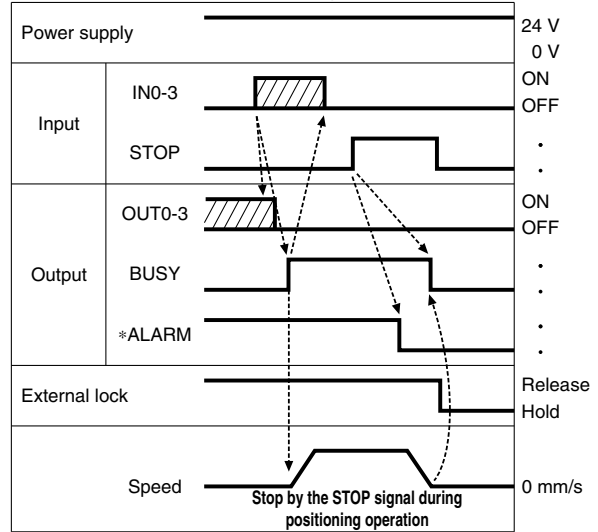 Power supply
24 V
0 V
Input
IN0-3
ON
OFF
STOP
Output
OUT0-3
ON
OFF
BUSY
*ALARM
External lock
Release
Hold
Speed
0 mm/s
Stop by the STOP signal during
positioning operation